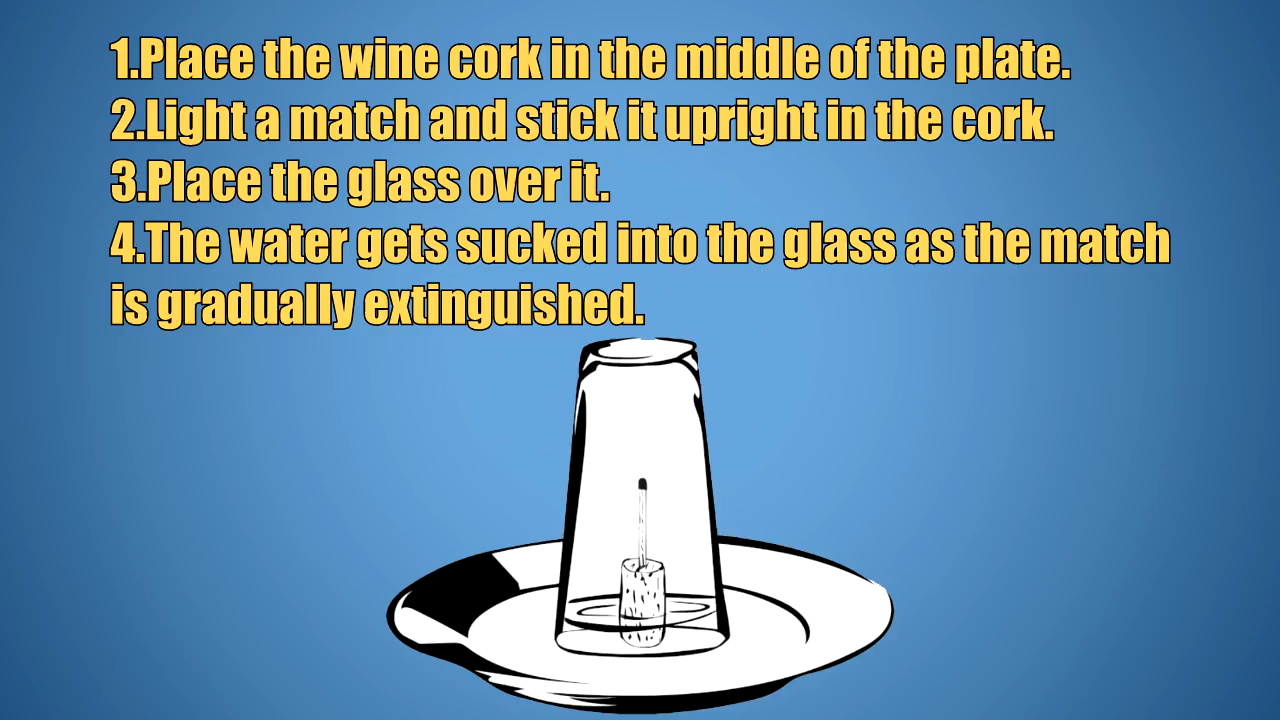 1.Place the wine cork in the middle of the plate.
2.Light a match and stick it upright in the cork.
3.Place the glass over it.
4.The water gets sucked into the glass as the match
is gradually extinguished.